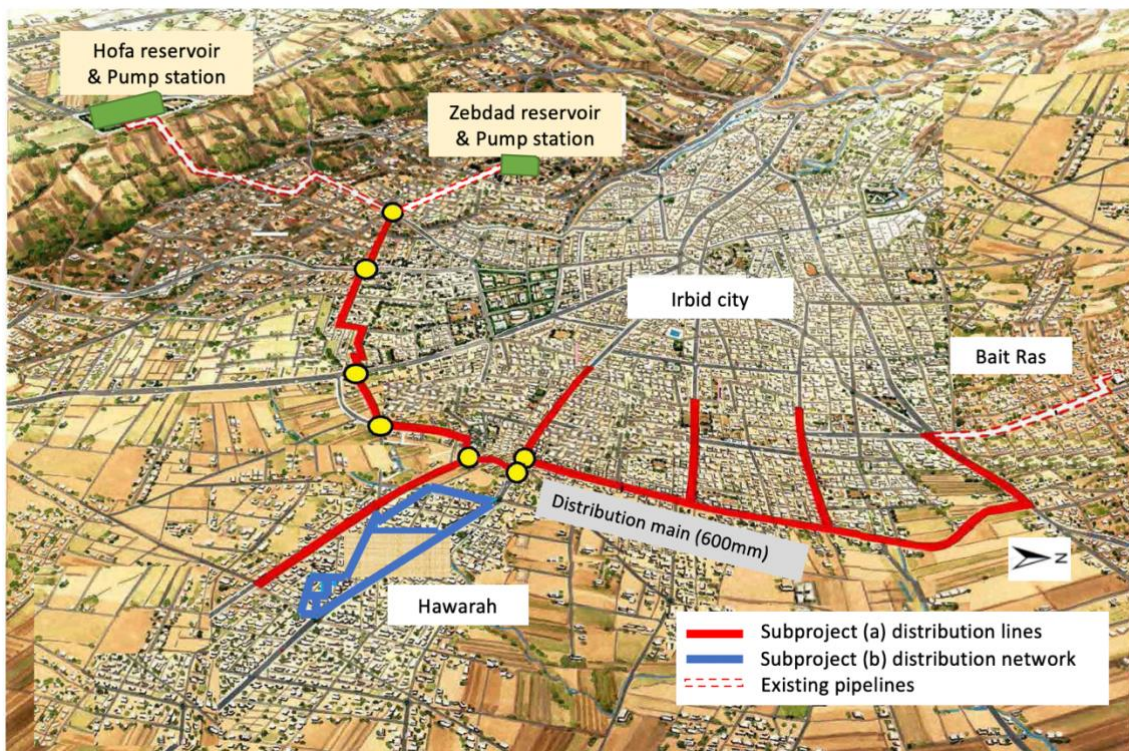 Hofa reservoir
& Pump station
Zebdad reservoir
& Pump station
Irbid city
Bait Ras
Distribution main (600mm)
N
Hawarah
Subproject (a) distribution lines
Subproject (b) distribution network
Existing pipelines